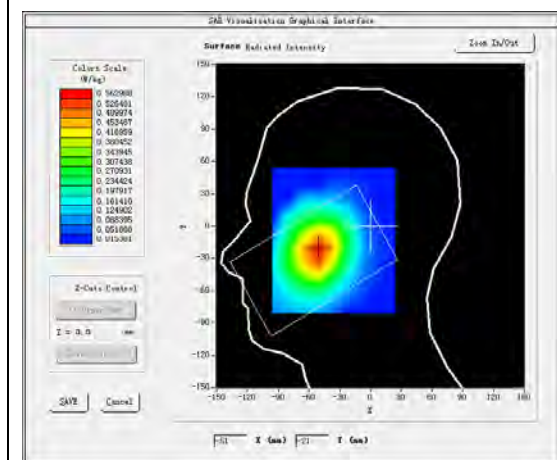 SAR Visualisation Graphical Interface
Surface Radiated Intensity
Zoom In/Out
Colors Scale
(W/kg)
0.562988
0.526481
0.489974
0.453467
0.416959
0.380452
0.343945
0.307438
0.270931
0.234424
0.197917
0.161410
0.124902
0.088395
0.051888
0.015381
150
120
90
60
30
0
-30
-60
-90
-120
-150
Y
-150 -120 -90 -60 -30 0 30 60 90 120 150
X
Z-Cuts Control
Z = 0.0 mm
SAVE Cancel
-51 X (mm) -21 Y (mm)